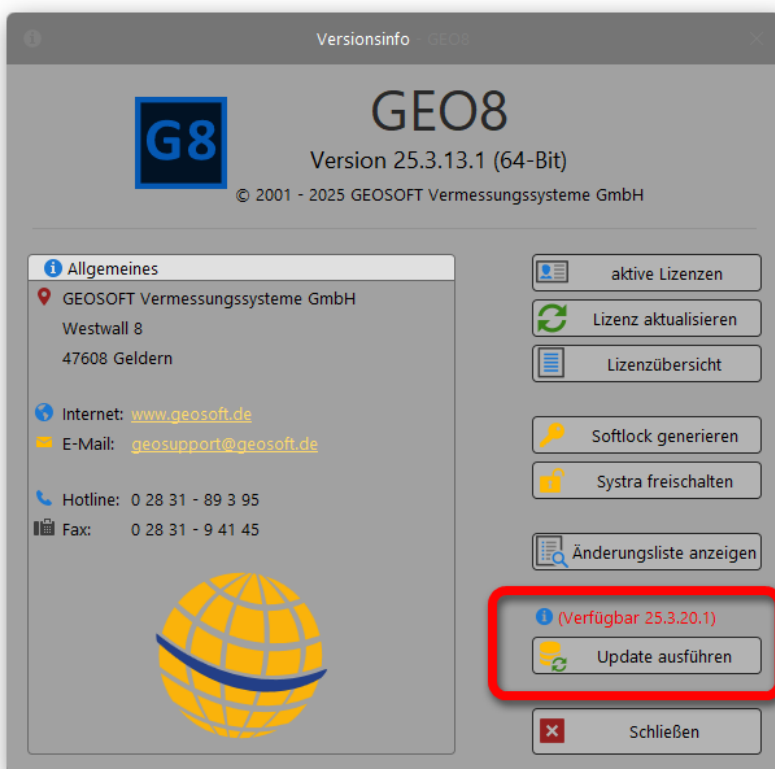 Versionsinfo - GEO8
G8
GEO8
Version 25.3.13.1 (64-Bit)
© 2001 - 2025 GEOSOFT Vermessungssysteme GmbH
Allgemeines
GEOSOFT Vermessungssysteme GmbH
Westwall 8
47608 Geldern
Internet: www.geosoft.de
E-Mail: geosupport@geosoft.de
Hotline: 0 28 31 - 89 3 95
Fax: 0 28 31 - 9 41 45
aktive Lizenzen
Lizenz aktualisieren
Lizenzübersicht
Softlock generieren
Systra freischalten
Änderungsliste anzeigen
(Verfügbar 25.3.20.1)
Update ausführen
Schließen